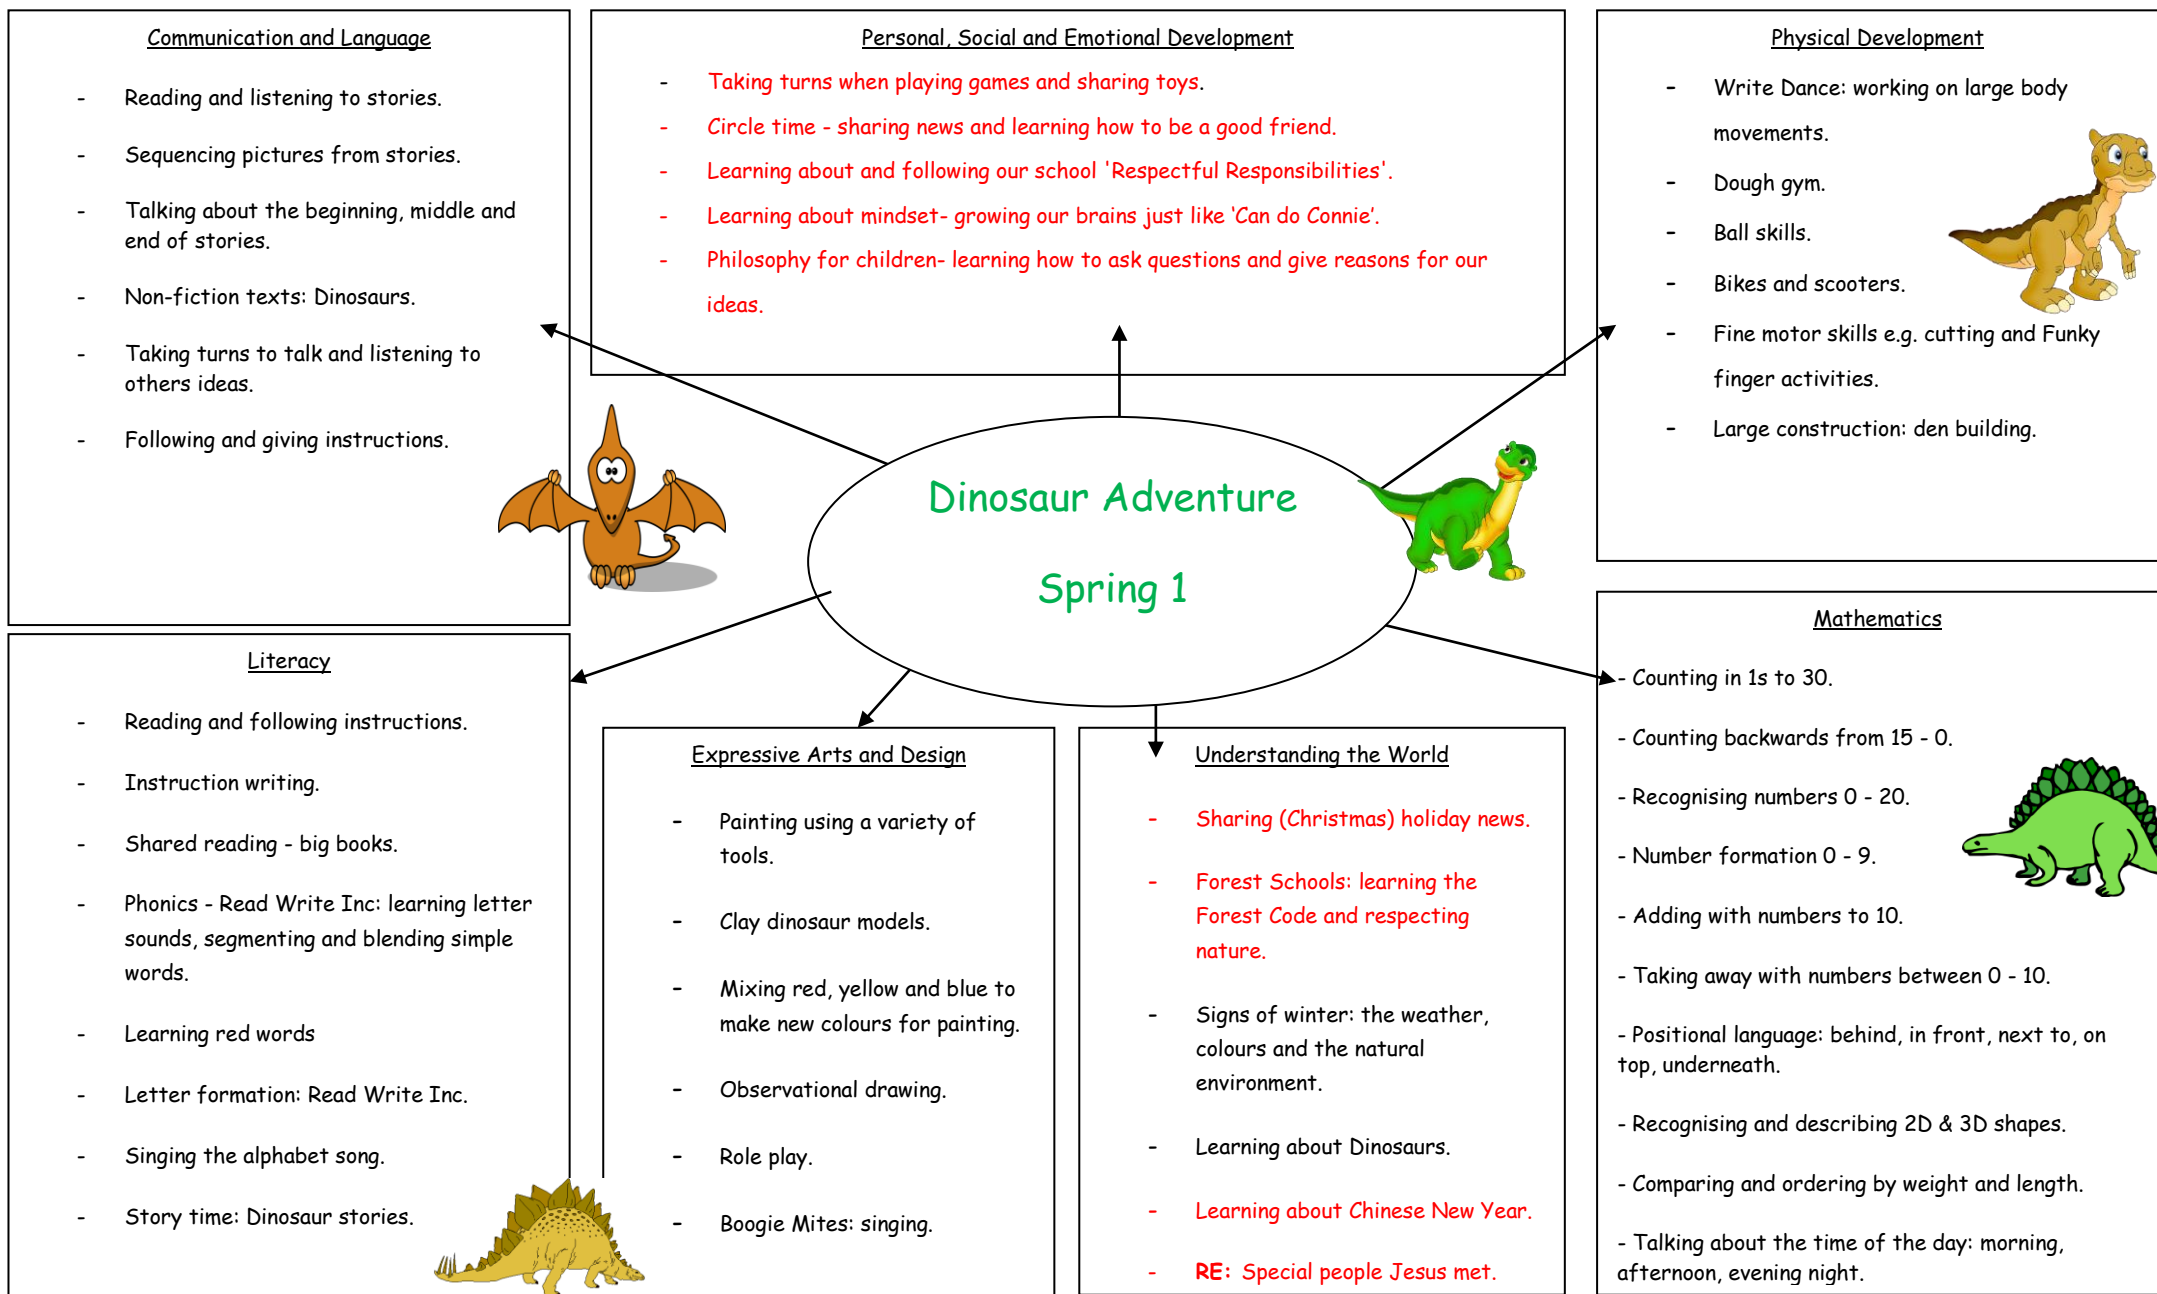 Communication and Language
- Reading and listening to stories.
- Sequencing pictures from stories.
- Talking about the beginning, middle and
end of stories.
- Non-fiction texts: Dinosaurs.
- Taking turns to talk and listening to
others ideas.
- Following and giving instructions.
Personal, Social and Emotional Development
- Taking turns when playing games and sharing toys.
- Circle time - sharing news and learning how to be a good friend.
- Learning about and following our school 'Respectful Responsibilities'.
- Learning about mindset- growing our brains just like ‘Can do Connie’.
- Philosophy for children- learning how to ask questions and give reasons for our
ideas.
Physical Development
- Write Dance: working on large body
movements.
- Dough gym.
- Ball skills.
- Bikes and scooters.
- Fine motor skills e.g. cutting and Funky
finger activities.
- Large construction: den building.
Dinosaur Adventure
Spring 1
Literacy
- Reading and following instructions.
- Instruction writing.
- Shared reading - big books.
- Phonics - Read Write Inc: learning letter
sounds, segmenting and blending simple
words.
- Learning red words
- Letter formation: Read Write Inc.
- Singing the alphabet song.
- Story time: Dinosaur stories.
Expressive Arts and Design
- Painting using a variety of
tools.
- Clay dinosaur models.
- Mixing red, yellow and blue to
make new colours for painting.
- Observational drawing.
- Role play.
- Boogie Mites: singing.
Understanding the World
- Sharing (Christmas) holiday news.
- Forest Schools: learning the
Forest Code and respecting
nature.
- Signs of winter: the weather,
colours and the natural
environment.
- Learning about Dinosaurs.
- Learning about Chinese New Year.
- RE: Special people Jesus met.
Mathematics
- Counting in 1s to 30.
- Counting backwards from 15 - 0.
- Recognising numbers 0 - 20.
- Number formation 0 - 9.
- Adding with numbers to 10.
- Taking away with numbers between 0 - 10.
- Positional language: behind, in front, next to, on
top, underneath.
- Recognising and describing 2D & 3D shapes.
- Comparing and ordering by weight and length.
- Talking about the time of the day: morning,
afternoon, evening night.